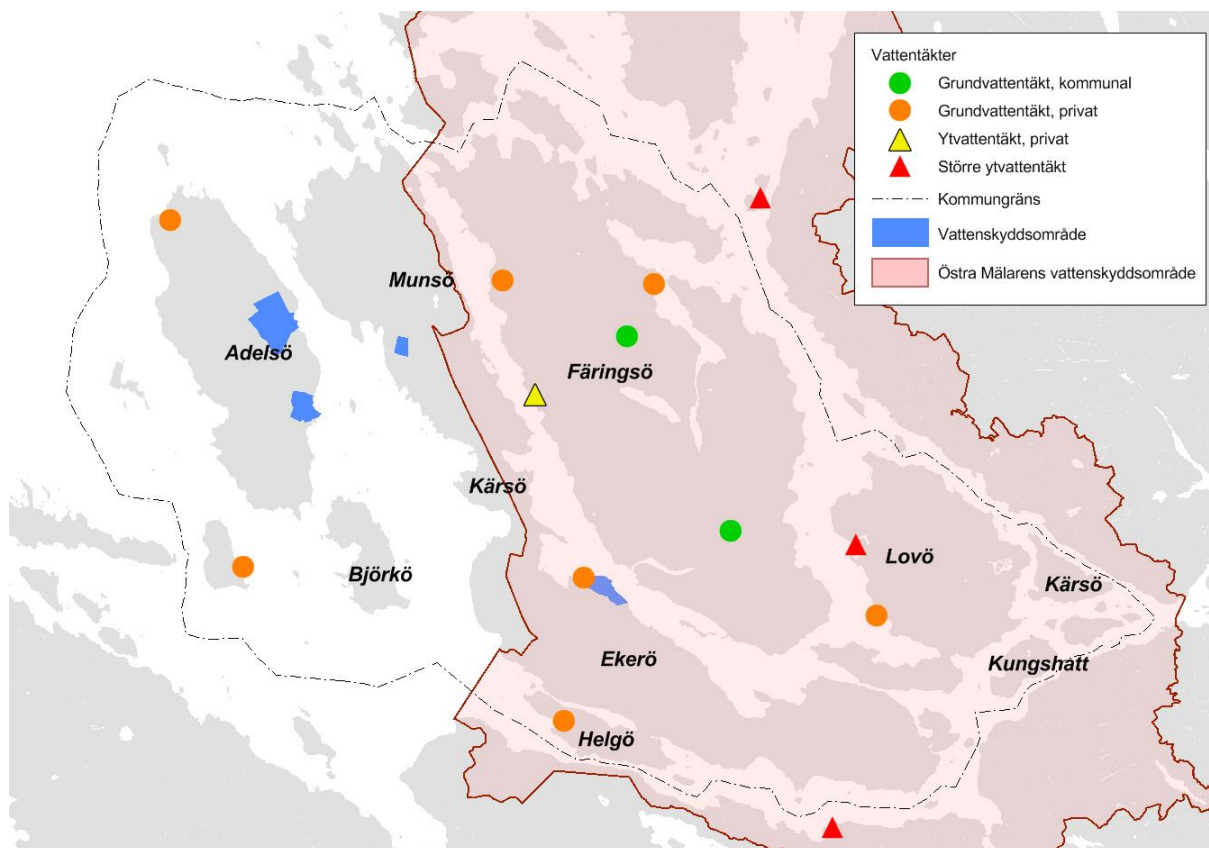 Vattentäkter
Grundvattentäkt, kommunal
Grundvattentäkt, privat
Ytvattentäkt, privat
Större ytvattentäkt
Kommungräns
Vattenskyddsområde
Östra Mälarens vattenskyddsområde
Munsö
Adelsö
Färingsö
Kärsö
Björkö
Lovö
Kärsö
Ekerö
Kungshatt
Helgö